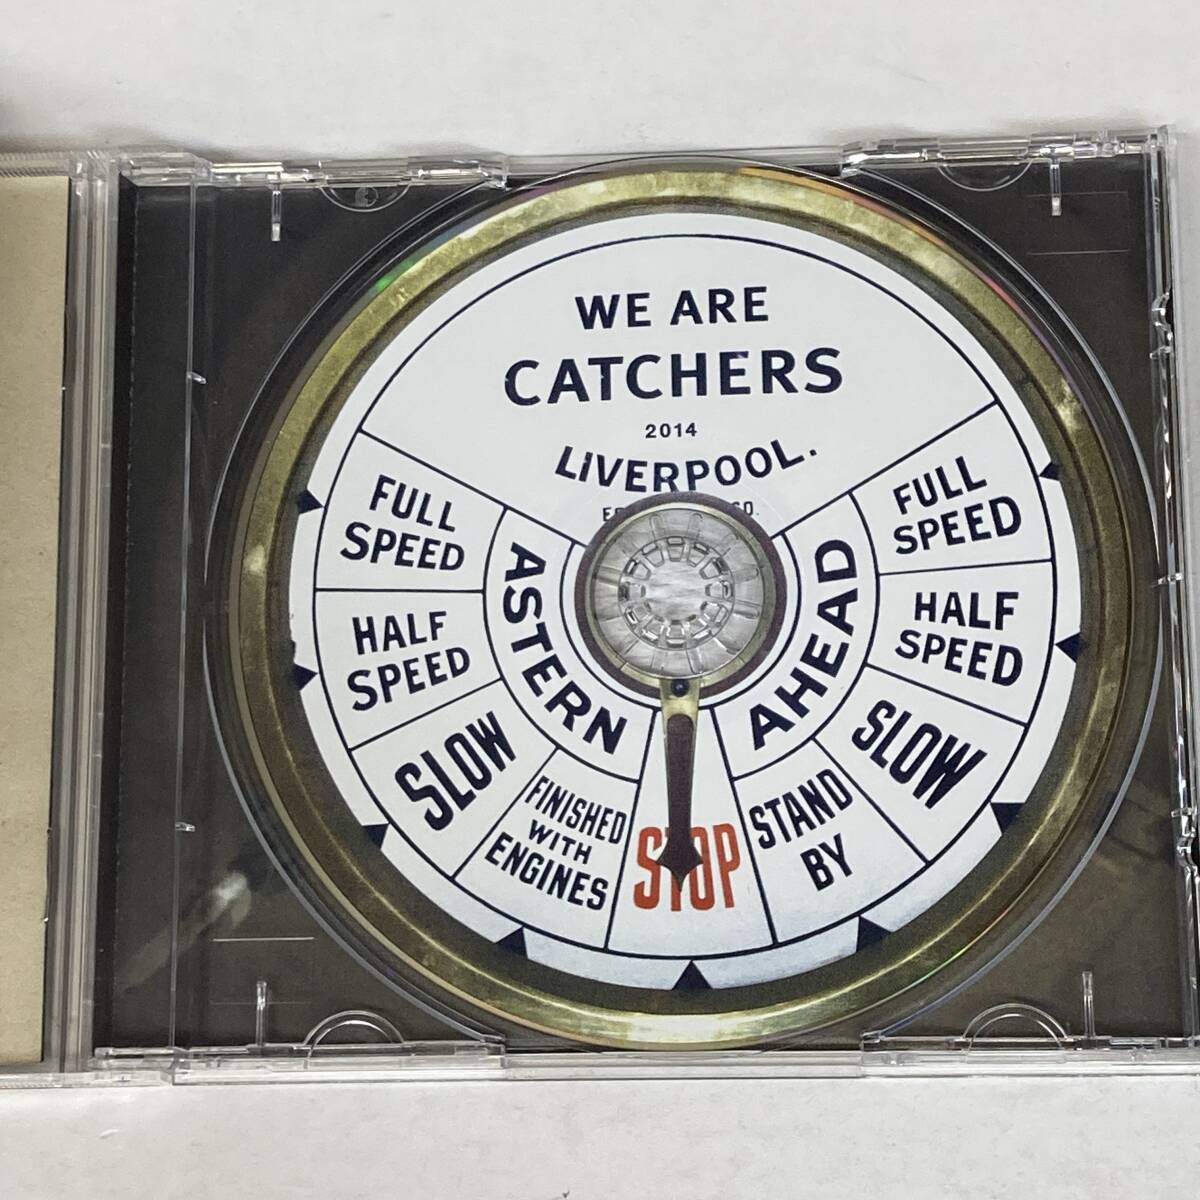 WE ARE
CATCHERS
2014
LIVERPOOL.
FULL
SPEED
HALF
SPEED
SLOW
FINISHED
WITH
ENGINES
ASTERN
STOP
STAND
BY
AHEAD
SLOW
HALF
SPEED
FULL
SPEED